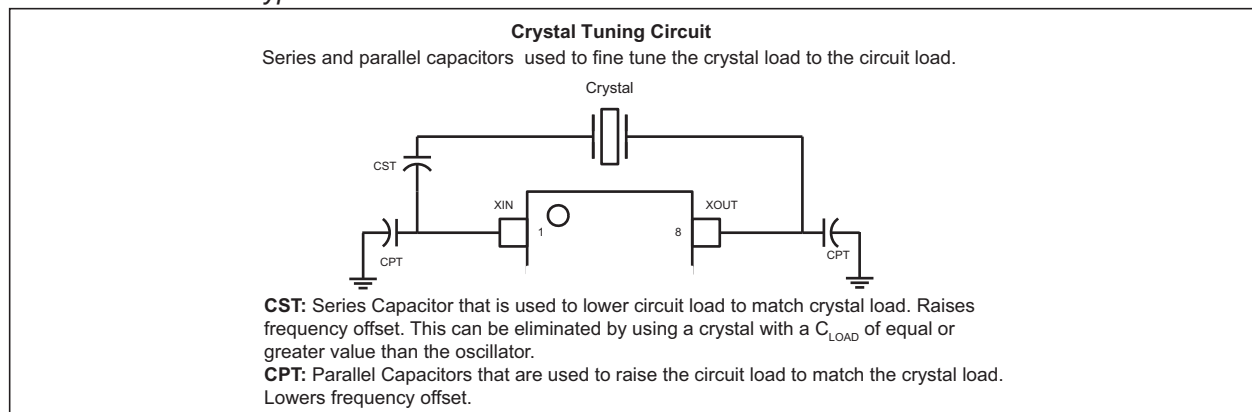 Crystal Tuning Circuit
Series and parallel capacitors used to fine tune the crystal load to the circuit load.
Crystal
CST
XIN
XOUT
1
8
CPT
CPT
CST: Series Capacitor that is used to lower circuit load to match crystal load. Raises
frequency offset. This can be eliminated by using a crystal with a CLOAD of equal or
greater value than the oscillator.
CPT: Parallel Capacitors that are used to raise the circuit load to match the crystal load.
Lowers frequency offset.